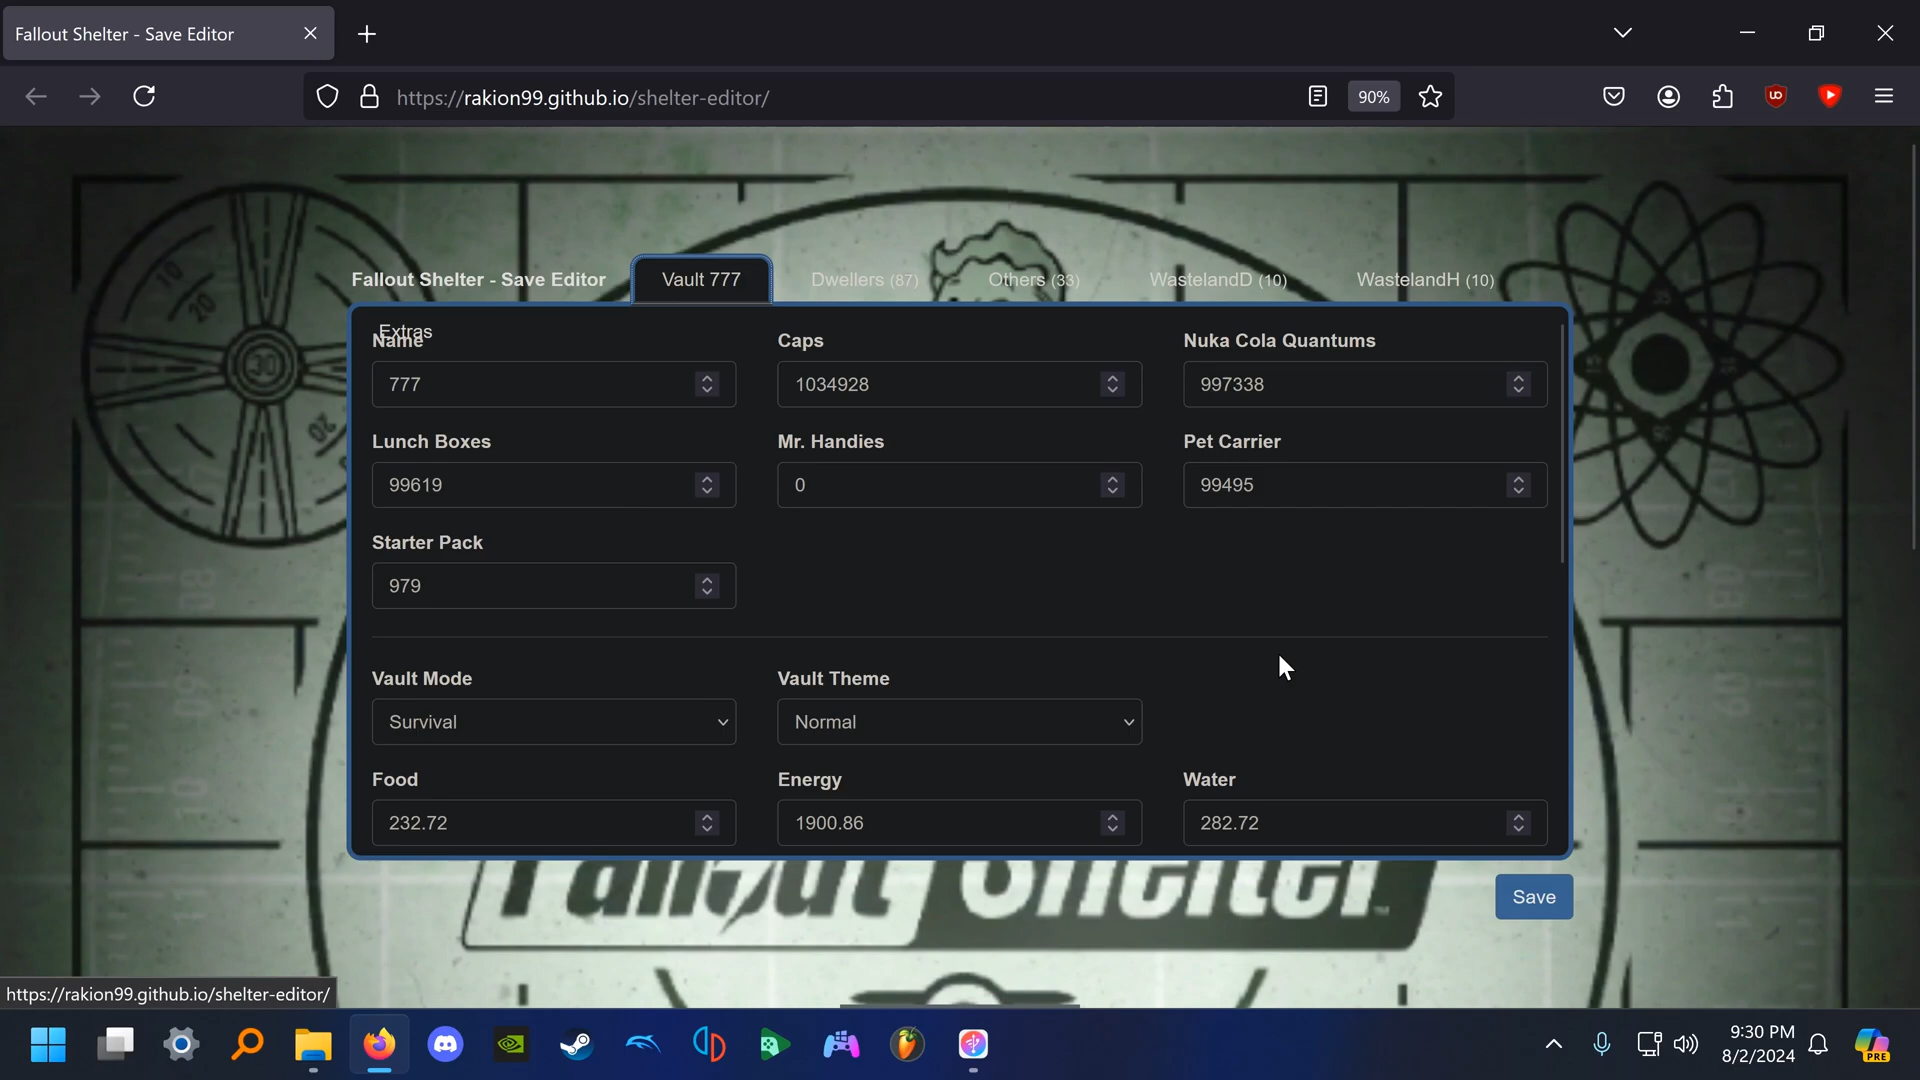 Fallout Shelter - Save Editor
https://rakion99.github.io/shelter-editor/
90%
Fallout Shelter - Save Editor
Vault 777
Dwellers (87)
Others (33)
WastelandD (10)
WastelandH (10)
Extras
Name
Caps
Nuka Cola Quantums
777
1034928
997338
Lunch Boxes
Mr. Handies
Pet Carrier
99619
0
99495
Starter Pack
979
Vault Mode
Vault Theme
Survival
Normal
Food
Energy
Water
232.72
1900.86
282.72
Fallout Shelter
Save
https://rakion99.github.io/shelter-editor/
9:30 PM
8/2/2024
PRE